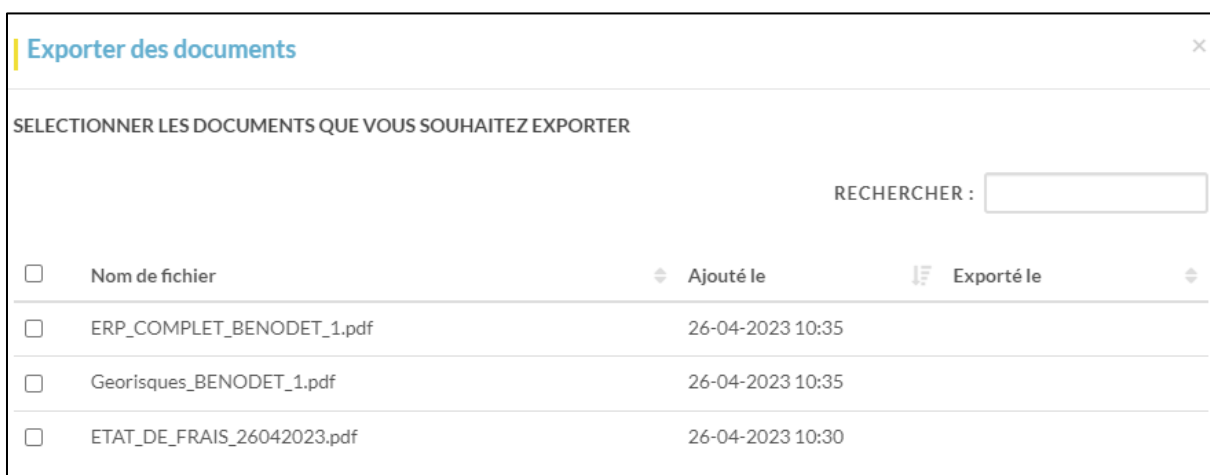 Exporter des documents
SELECTIONNER LES DOCUMENTS QUE VOUS SOUHAITEZ EXPORTER
RECHERCHER :
Nom de fichier Ajouté le Exporté le
ERP_COMPLET_BENODET_1.pdf 26-04-2023 10:35
Georisques_BENODET_1.pdf 26-04-2023 10:35
ETAT_DE_FRAIS_26042023.pdf 26-04-2023 10:30